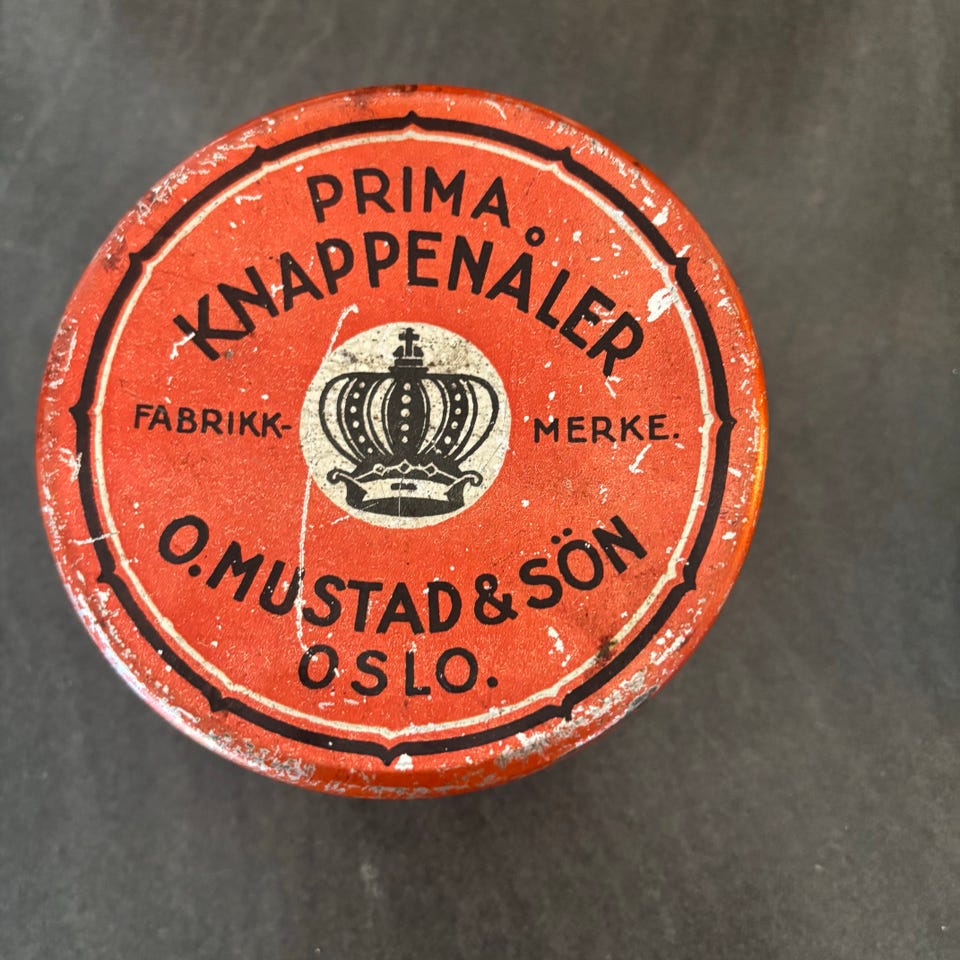 PRIMA
KNAPPENÅLER
FABRIKK- MERKE.
O. MUSTAD & SÖN
OSLO.